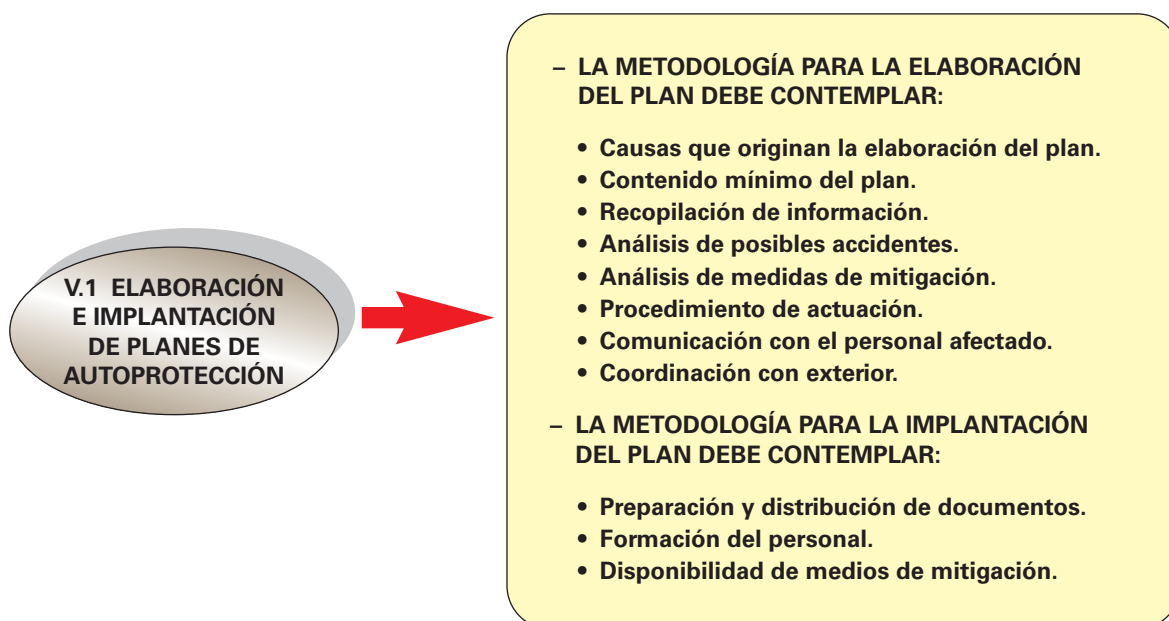 V.1 ELABORACIÓN
E IMPLANTACIÓN
DE PLANES DE
AUTOPROTECCIÓN
– LA METODOLOGÍA PARA LA ELABORACIÓN
DEL PLAN DEBE CONTEMPLAR:
• Causas que originan la elaboración del plan.
• Contenido mínimo del plan.
• Recopilación de información.
• Análisis de posibles accidentes.
• Análisis de medidas de mitigación.
• Procedimiento de actuación.
• Comunicación con el personal afectado.
• Coordinación con exterior.
– LA METODOLOGÍA PARA LA IMPLANTACIÓN
DEL PLAN DEBE CONTEMPLAR:
• Preparación y distribución de documentos.
• Formación del personal.
• Disponibilidad de medios de mitigación.